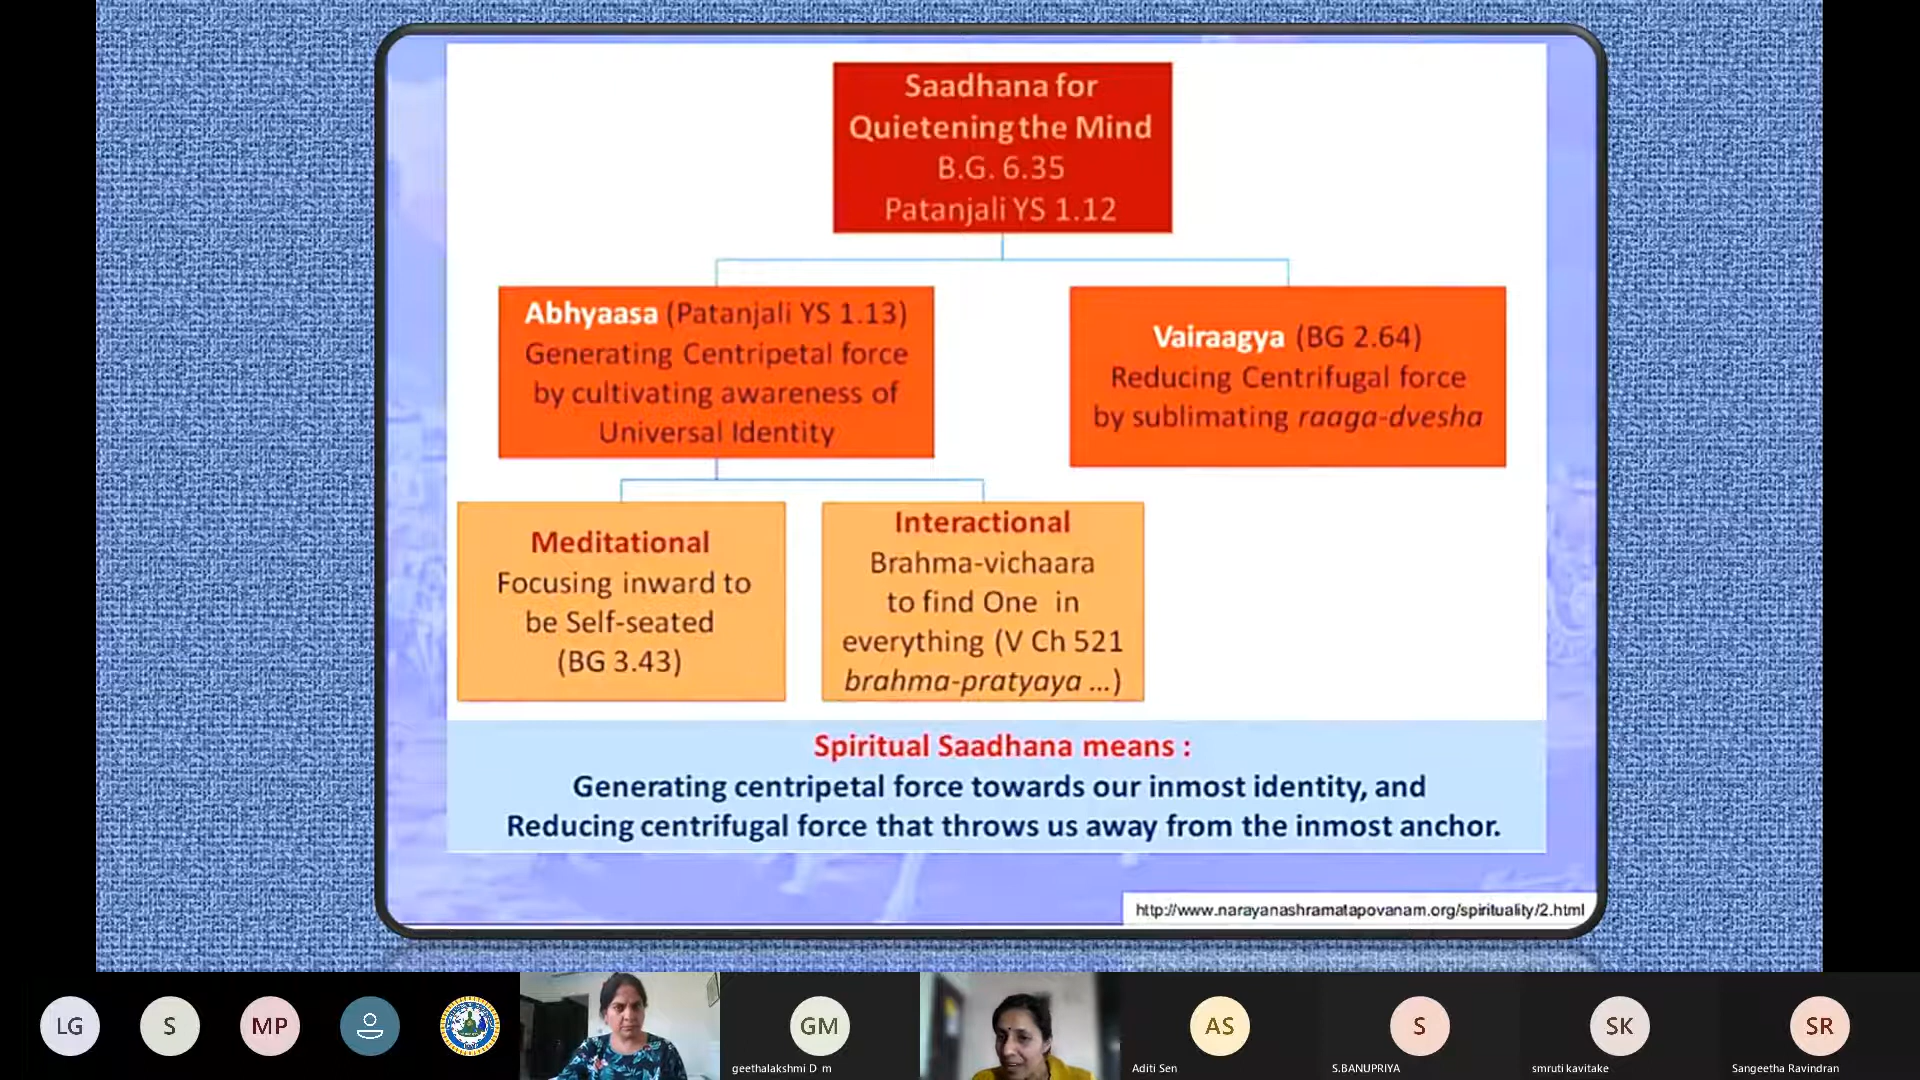 Saadhana for
Quietening the Mind
B.G. 6.35
Patanjali YS 1.12
Abhyaasa (Patanjali YS 1.13)
Generating Centripetal force
by cultivating awareness of
Universal Identity
Vairaagya (BG 2.64)
Reducing Centrifugal force
by sublimating raaga-dvesha
Meditational
Focusing inward to
be Self-seated
(BG 3.43)
Interactional
Brahma-vichaara
to find One in
everything (V Ch 521
brahma-pratyaya ...)
Spiritual Saadhana means :
Generating centripetal force towards our inmost identity, and
Reducing centrifugal force that throws us away from the inmost anchor.
http://www.narayanashramatapovanam.org/spirituality/2.html
LG
S
MP
GM
AS
S
SK
SR
geethalakshmi D m
Aditi Sen
S.BANUPRIYA
smruti kavitake
Sangeetha Ravindran